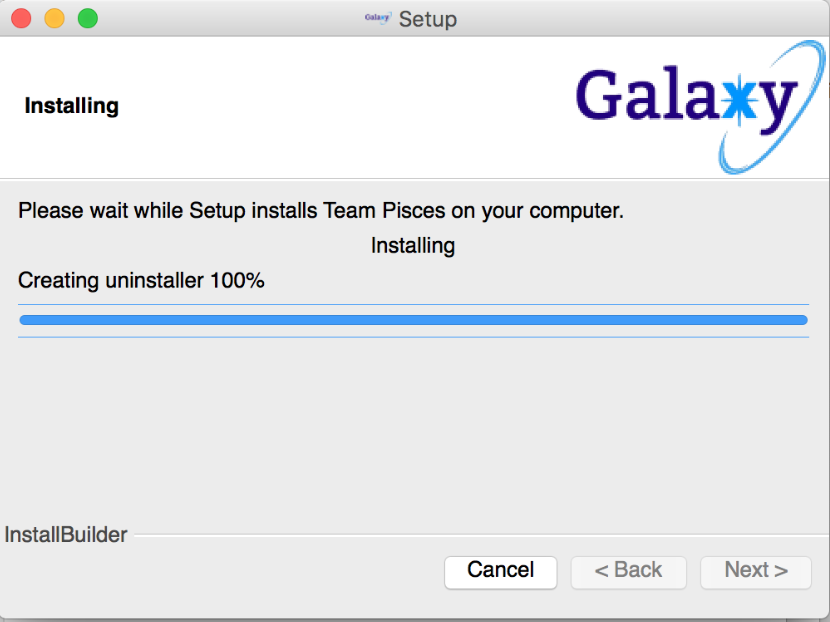 Galaxy Setup
Galaxy
Installing
Please wait while Setup installs Team Pisces on your computer.
Installing
Creating uninstaller 100%
InstallBuilder
Cancel < Back Next >